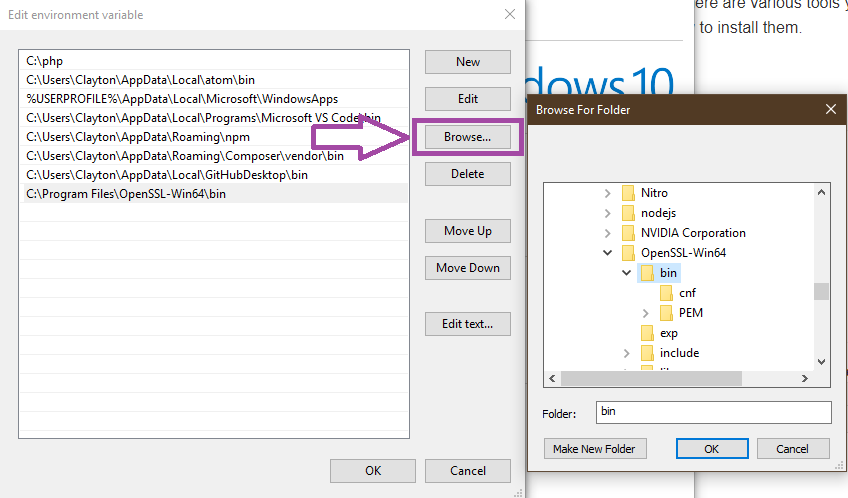 Edit environment variable
C:\php
C:\Users\Clayton\AppData\Local\atom\bin
%USERPROFILE%\AppData\Local\Microsoft\WindowsApps
C:\Users\Clayton\AppData\Local\Programs\Microsoft VS Code\bin
C:\Users\Clayton\AppData\Roaming\npm
C:\Users\Clayton\AppData\Roaming\Composer\vendor\bin
C:\Users\Clayton\AppData\Local\GitHubDesktop\bin
C:\Program Files\OpenSSL-Win64\bin
New
Edit
Browse...
Delete
Move Up
Move Down
Edit text...
OK
Cancel
ere are various tools y
to install them.
dows 10
Browse For Folder
Nitro
nodejs
NVIDIA Corporation
OpenSSL-Win64
bin
cnf
PEM
exp
include
Folder:
bin
Make New Folder
OK
Cancel